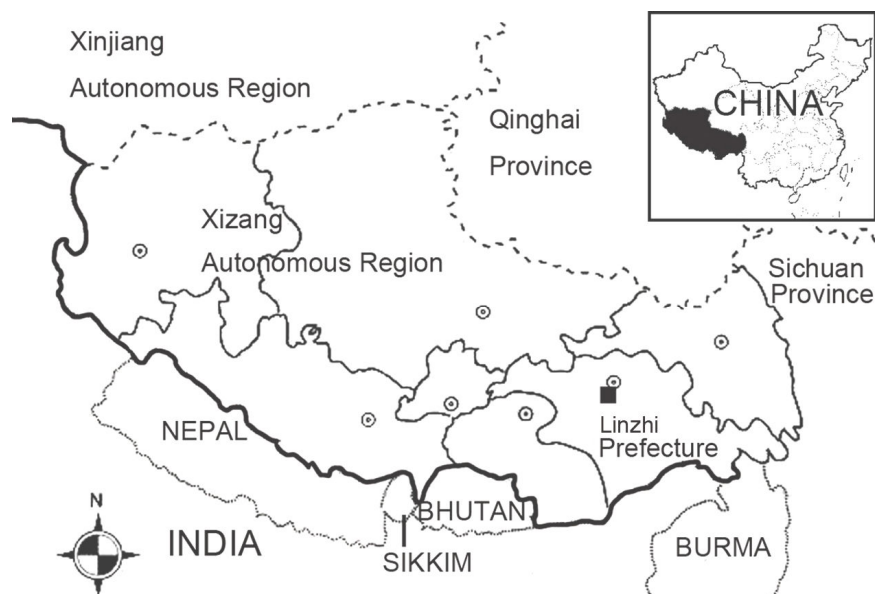 Xinjiang
Autonomous Region
CHINA
Qinghai
Province
Xizang
Autonomous Region
Sichuan
Province
Linzhi
Prefecture
NEPAL
BHUTAN
N
INDIA
SIKKIM
BURMA